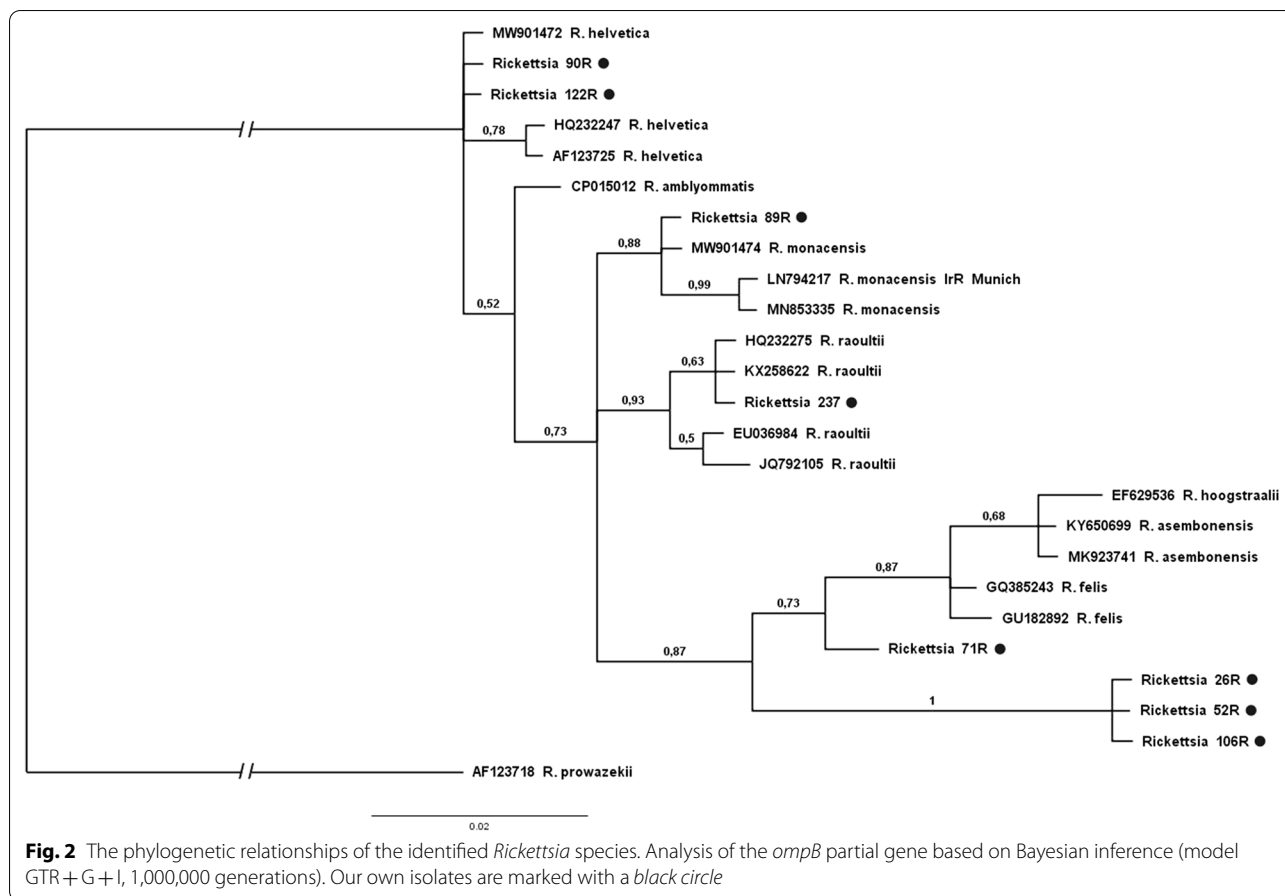 MW901472 R. helvetica
Rickettsia 90R
Rickettsia 122R
0,78
HQ232247 R. helvetica
AF123725 R. helvetica
CP015012 R. amblyommatis
Rickettsia 89R
0,88
MW901474 R. monacensis
LN794217 R. monacensis IrR Munich
0,99
MN853335 R. monacensis
0,52
HQ232275 R. raoultii
0,63
KX258622 R. raoultii
0,93
Rickettsia 237
0,73
EU036984 R. raoultii
0,5
JQ792105 R. raoultii
EF629536 R. hoogstraalii
0,68
KY650699 R. asembonensis
MK923741 R. asembonensis
0,87
GQ385243 R. felis
0,73
GU182892 R. felis
Rickettsia 71R
0,87
Rickettsia 26R
1
Rickettsia 52R
Rickettsia 106R
AF123718 R. prowazekii
0.02
Fig. 2 The phylogenetic relationships of the identified Rickettsia species. Analysis of the ompB partial gene based on Bayesian inference (model
GTR+G+I, 1,000,000 generations). Our own isolates are marked with a black circle